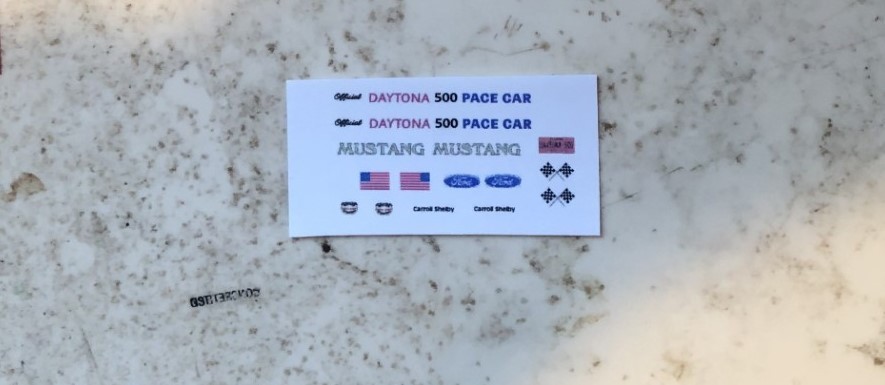 Official DAYTONA 500 PACE CAR
Official DAYTONA 500 PACE CAR
MUSTANG MUSTANG
Ford Ford
Carroll Shelby Carroll Shelby